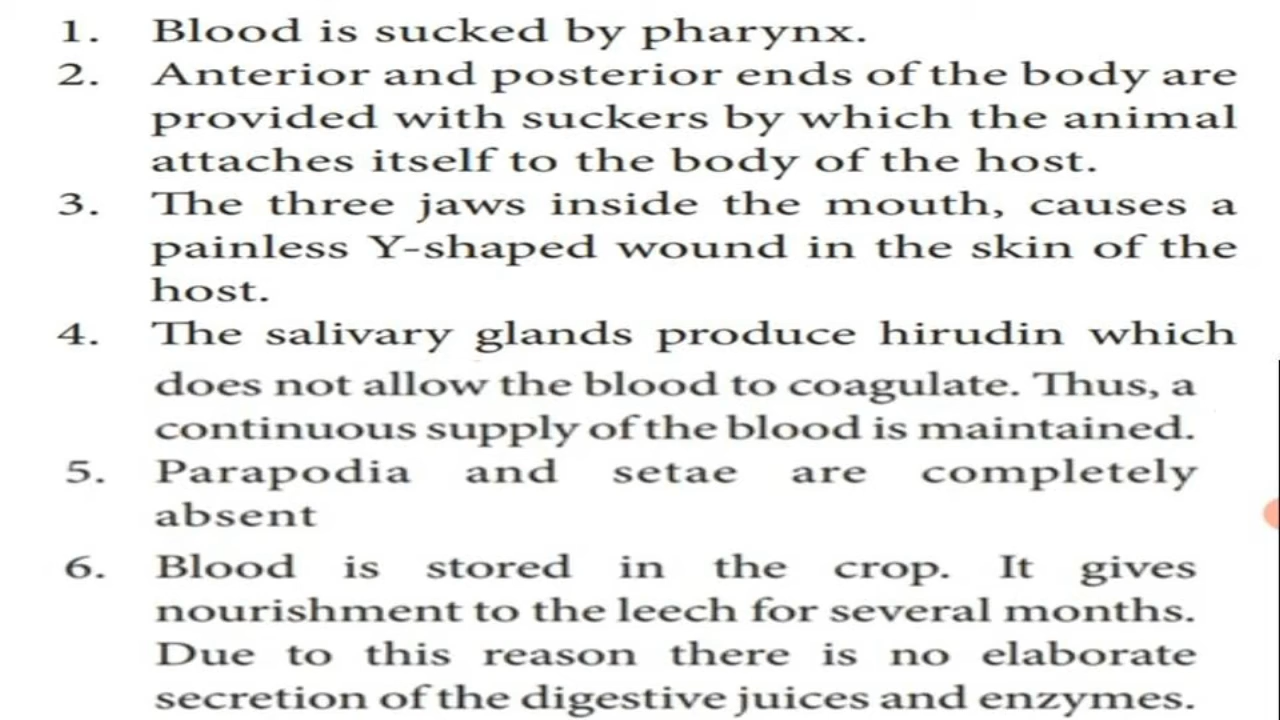 1. Blood is sucked by pharynx.
2. Anterior and posterior ends of the body are
provided with suckers by which the animal
attaches itself to the body of the host.
3. The three jaws inside the mouth, causes a
painless Y-shaped wound in the skin of the
host.
4. The salivary glands produce hirudin which
does not allow the blood to coagulate. Thus, a
continuous supply of the blood is maintained.
5. Parapodia and setae are completely
absent
6. Blood is stored in the crop. It gives
nourishment to the leech for several months.
Due to this reason there is no elaborate
secretion of the digestive juices and enzymes.